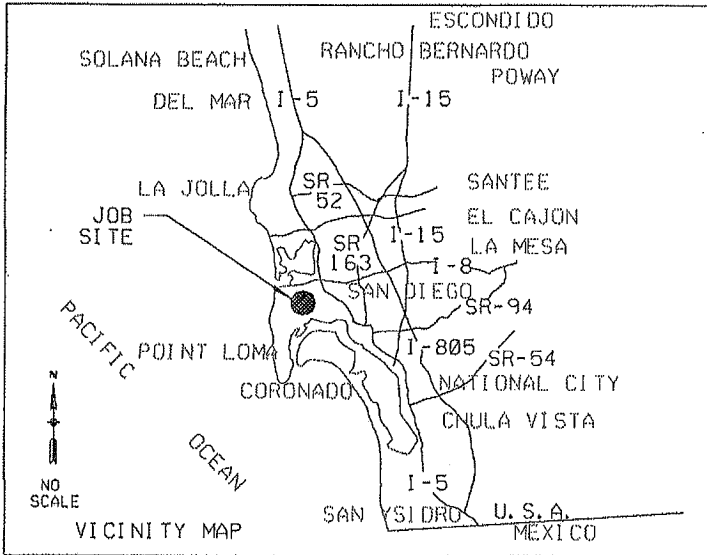 ESCONDIDO
SOLANA BEACH
RANCHO BERNARDO
POWAY
DEL MAR
I-5
I-15
LA JOLLA
SR
52
SANTEE
JOB
SITE
EL CAJON
SR
163
I-15
LA MESA
I-8
SAN DIEGO
SR-94
PACIFIC
POINT LOMA
I-805
SR-54
CORONADO
NATIONAL CITY
CHULA VISTA
N
NO
SCALE
OCEAN
I-5
SAN YSIDRO
U.S.A.
MEXICO
VICINITY MAP